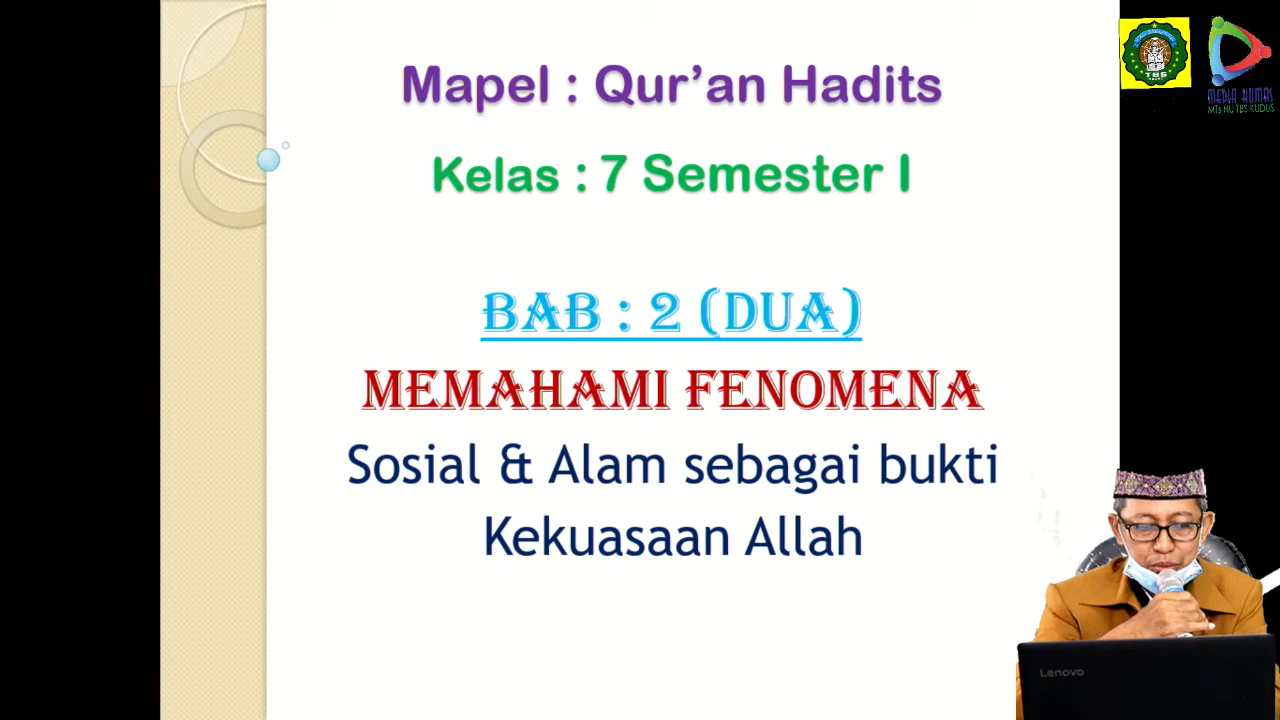 Mapel : Qur’an Hadits
Kelas : 7 Semester I
BAB : 2 (DUA)
MEMAHAMI FENOMENA
Sosial & Alam sebagai bukti
Kekuasaan Allah
TBS
MEDIA HUMAS
MTs NU TBS KUDUS
Lenovo